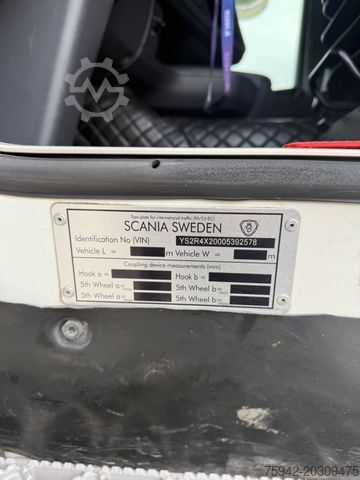 Type plate for international traffic (96/53/EC)
SCANIA SWEDEN
Identification No (VIN) YS2R4X20005392578
Vehicle L = m Vehicle W = m
Coupling device measurements (mm)
Hook a = Hook b =
5th Wheel a= 5th Wheel b=
5th Wheel a= 5th Wheel b=
75942-20309475